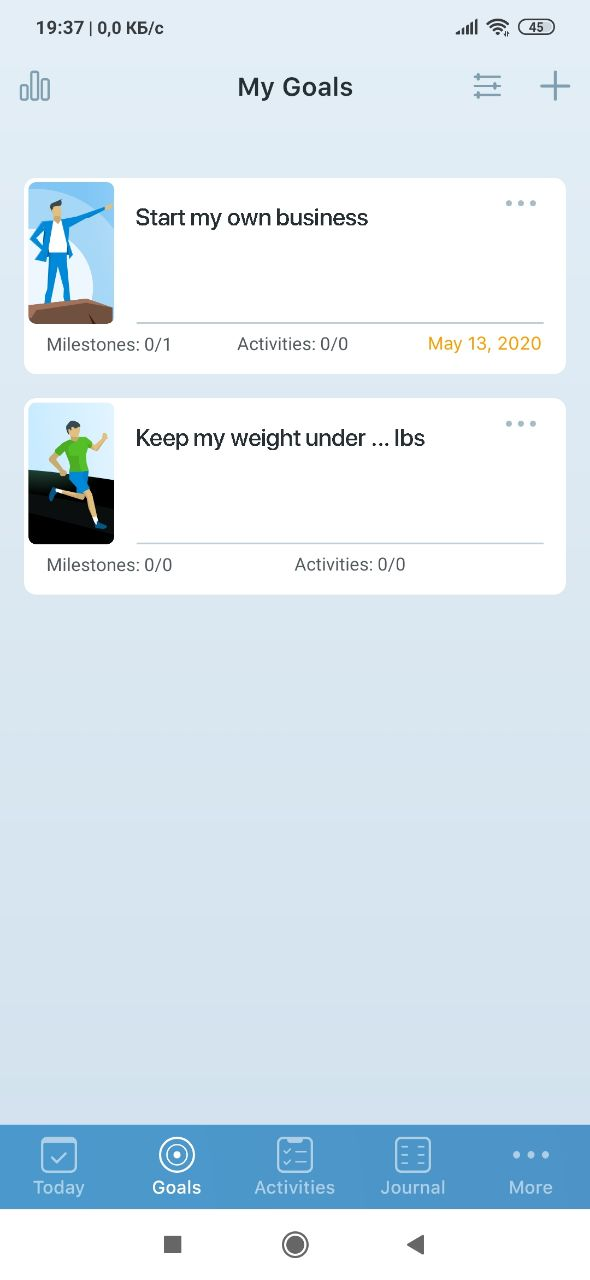 19:37 | 0,0 КБ/с
45
My Goals
Start my own business
Milestones: 0/1 Activities: 0/0 May 13, 2020
Keep my weight under ... lbs
Milestones: 0/0 Activities: 0/0
Today Goals Activities Journal More